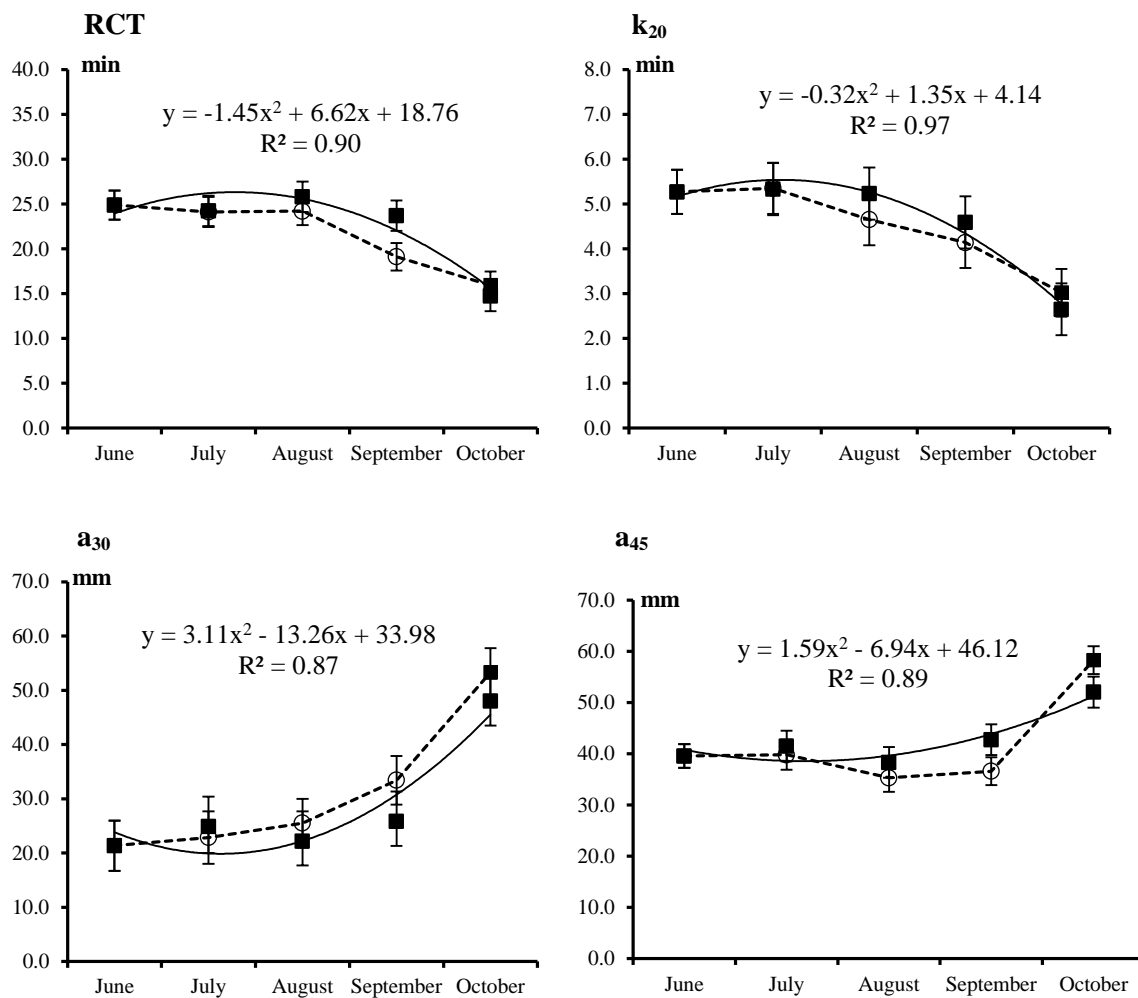 RCT
min
40.0
35.0
30.0
25.0
20.0
15.0
10.0
5.0
0.0
y = -1.45x² + 6.62x + 18.76
R² = 0.90
June July August September October
k₂₀
min
8.0
7.0
6.0
5.0
4.0
3.0
2.0
1.0
0.0
y = -0.32x² + 1.35x + 4.14
R² = 0.97
June July August September October
a₃₀
mm
70.0
60.0
50.0
40.0
30.0
20.0
10.0
0.0
y = 3.11x² - 13.26x + 33.98
R² = 0.87
June July August September October
a₄₅
mm
70.0
60.0
50.0
40.0
30.0
20.0
10.0
0.0
y = 1.59x² - 6.94x + 46.12
R² = 0.89
June July August September October